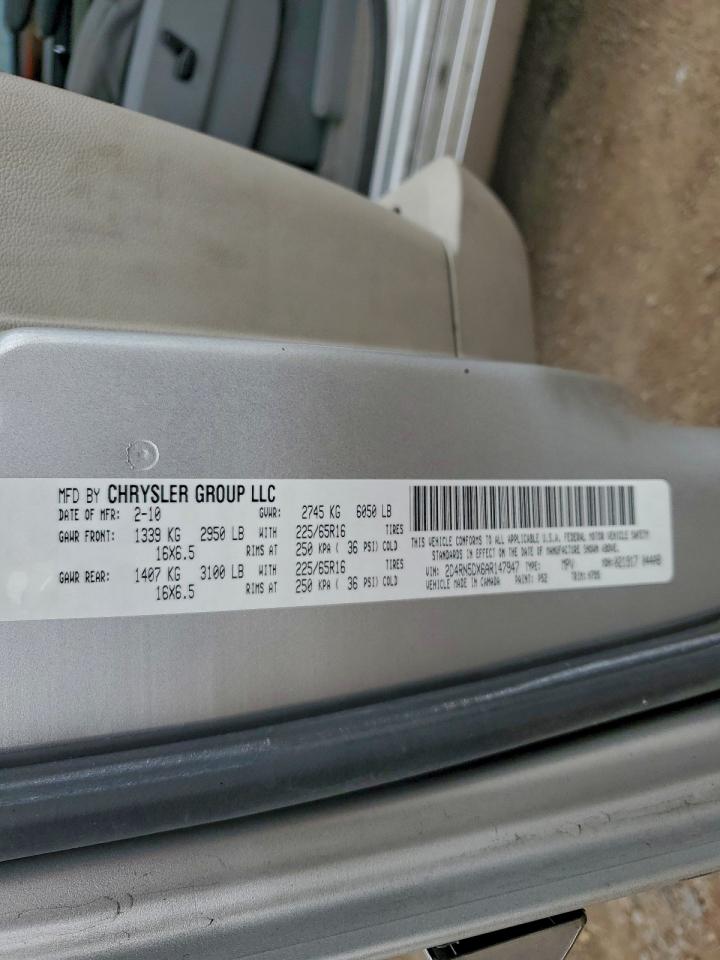 MFD BY CHRYSLER GROUP LLC
DATE OF MFR: 2-10 GVWR: 2745 KG 6050 LB
GAWR FRONT: 1339 KG 2950 LB WITH 225/65R16 TIRES
16X6.5 RIMS AT 250 KPA ( 36 PSI) COLD
GAWR REAR: 1407 KG 3100 LB WITH 225/65R16 TIRES
16X6.5 RIMS AT 250 KPA ( 36 PSI) COLD
THIS VEHICLE CONFORMS TO ALL APPLICABLE U.S.A. FEDERAL MOTOR VEHICLE SAFETY
STANDARDS IN EFFECT ON THE DATE OF MANUFACTURE SHOWN ABOVE.
VIN: 2D4RN5DX6AR147947 TYPE: MPV VDN: 021917 444AAB
VEHICLE MADE IN CANADA PAINT: PS2 TRIM: